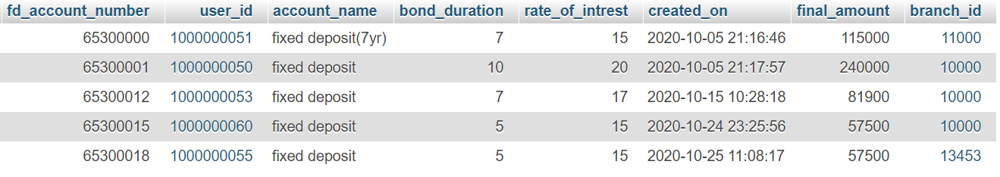 fd_account_number user_id account_name bond_duration rate_of_intrest created_on final_amount branch_id
65300000 1000000051 fixed deposit(7yr) 7 15 2020-10-05 21:16:46 115000 11000
65300001 1000000050 fixed deposit 10 20 2020-10-05 21:17:57 240000 10000
65300012 1000000053 fixed deposit 7 17 2020-10-15 10:28:18 81900 10000
65300015 1000000060 fixed deposit 5 15 2020-10-24 23:25:56 57500 10000
65300018 1000000055 fixed deposit 5 15 2020-10-25 11:08:17 57500 13453